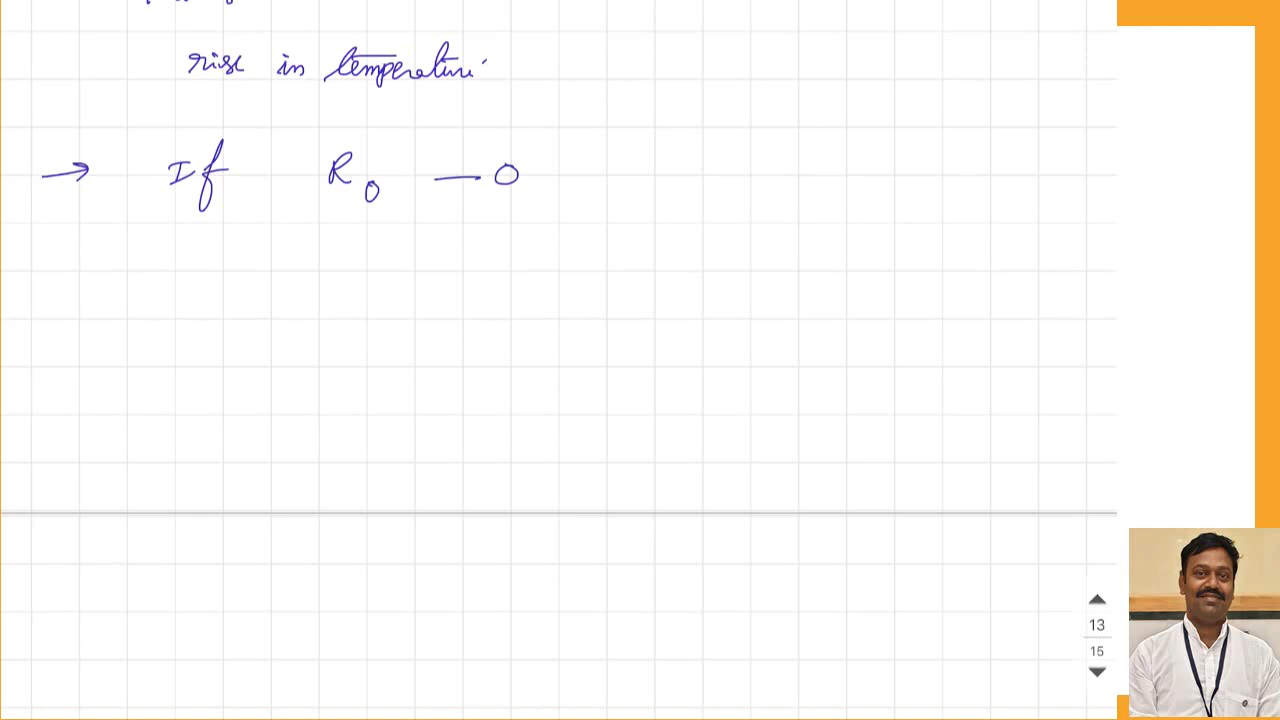 rise in temperature
→ If R₀ — 0
13
15